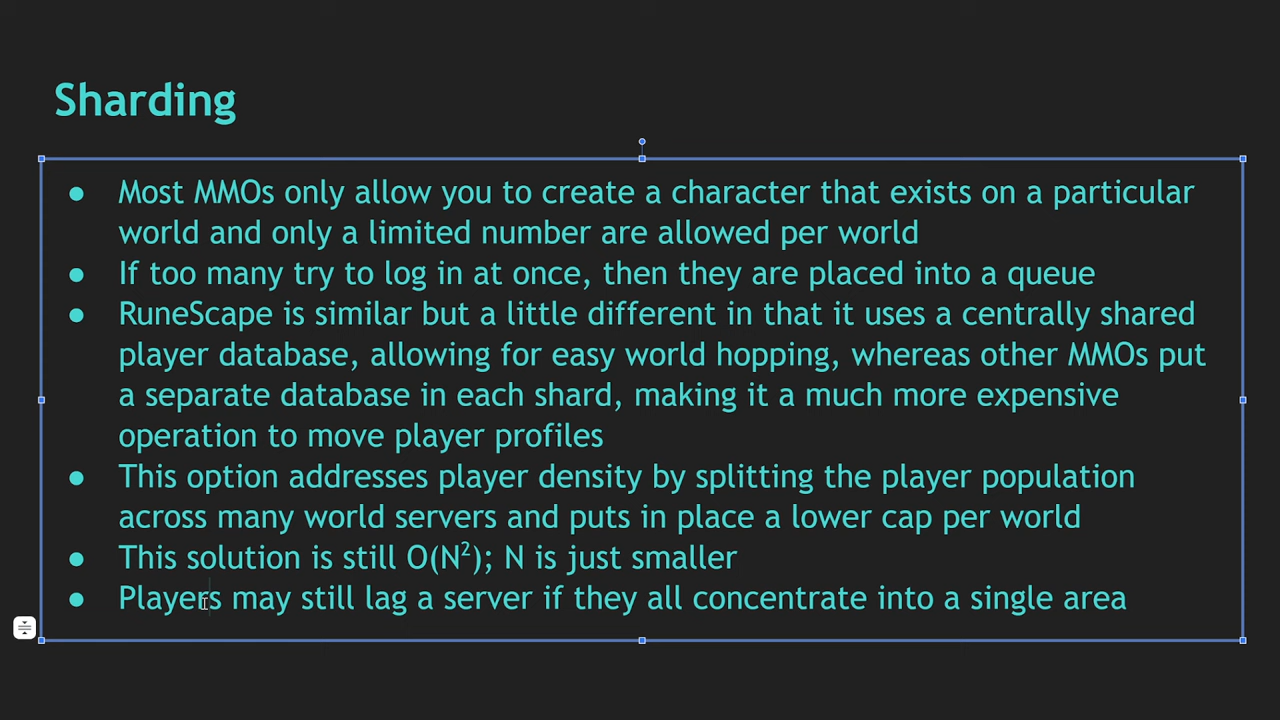 Sharding
● Most MMOs only allow you to create a character that exists on a particular
world and only a limited number are allowed per world
● If too many try to log in at once, then they are placed into a queue
● RuneScape is similar but a little different in that it uses a centrally shared
player database, allowing for easy world hopping, whereas other MMOs put
a separate database in each shard, making it a much more expensive
operation to move player profiles
● This option addresses player density by splitting the player population
across many world servers and puts in place a lower cap per world
● This solution is still O(N²); N is just smaller
● Players may still lag a server if they all concentrate into a single area